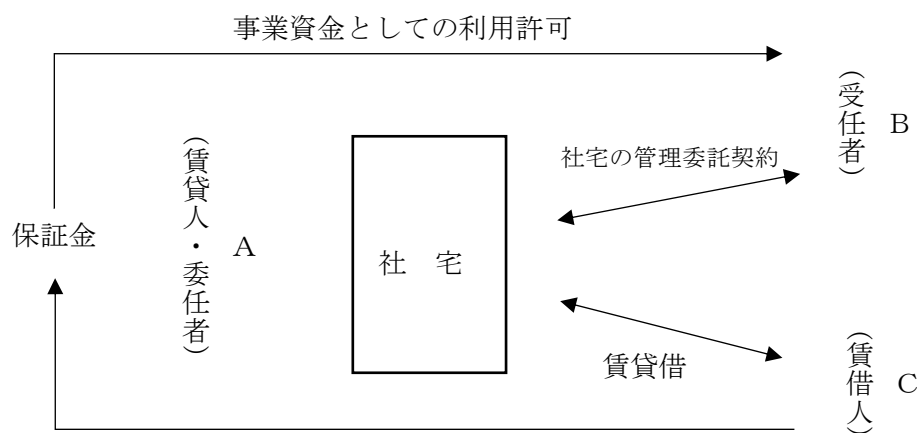 事業資金としての利用許可
（受任者）
B
社宅の管理委託契約
（賃貸人・委任者）
A
保証金
社 宅
賃貸借
（賃借人）
C